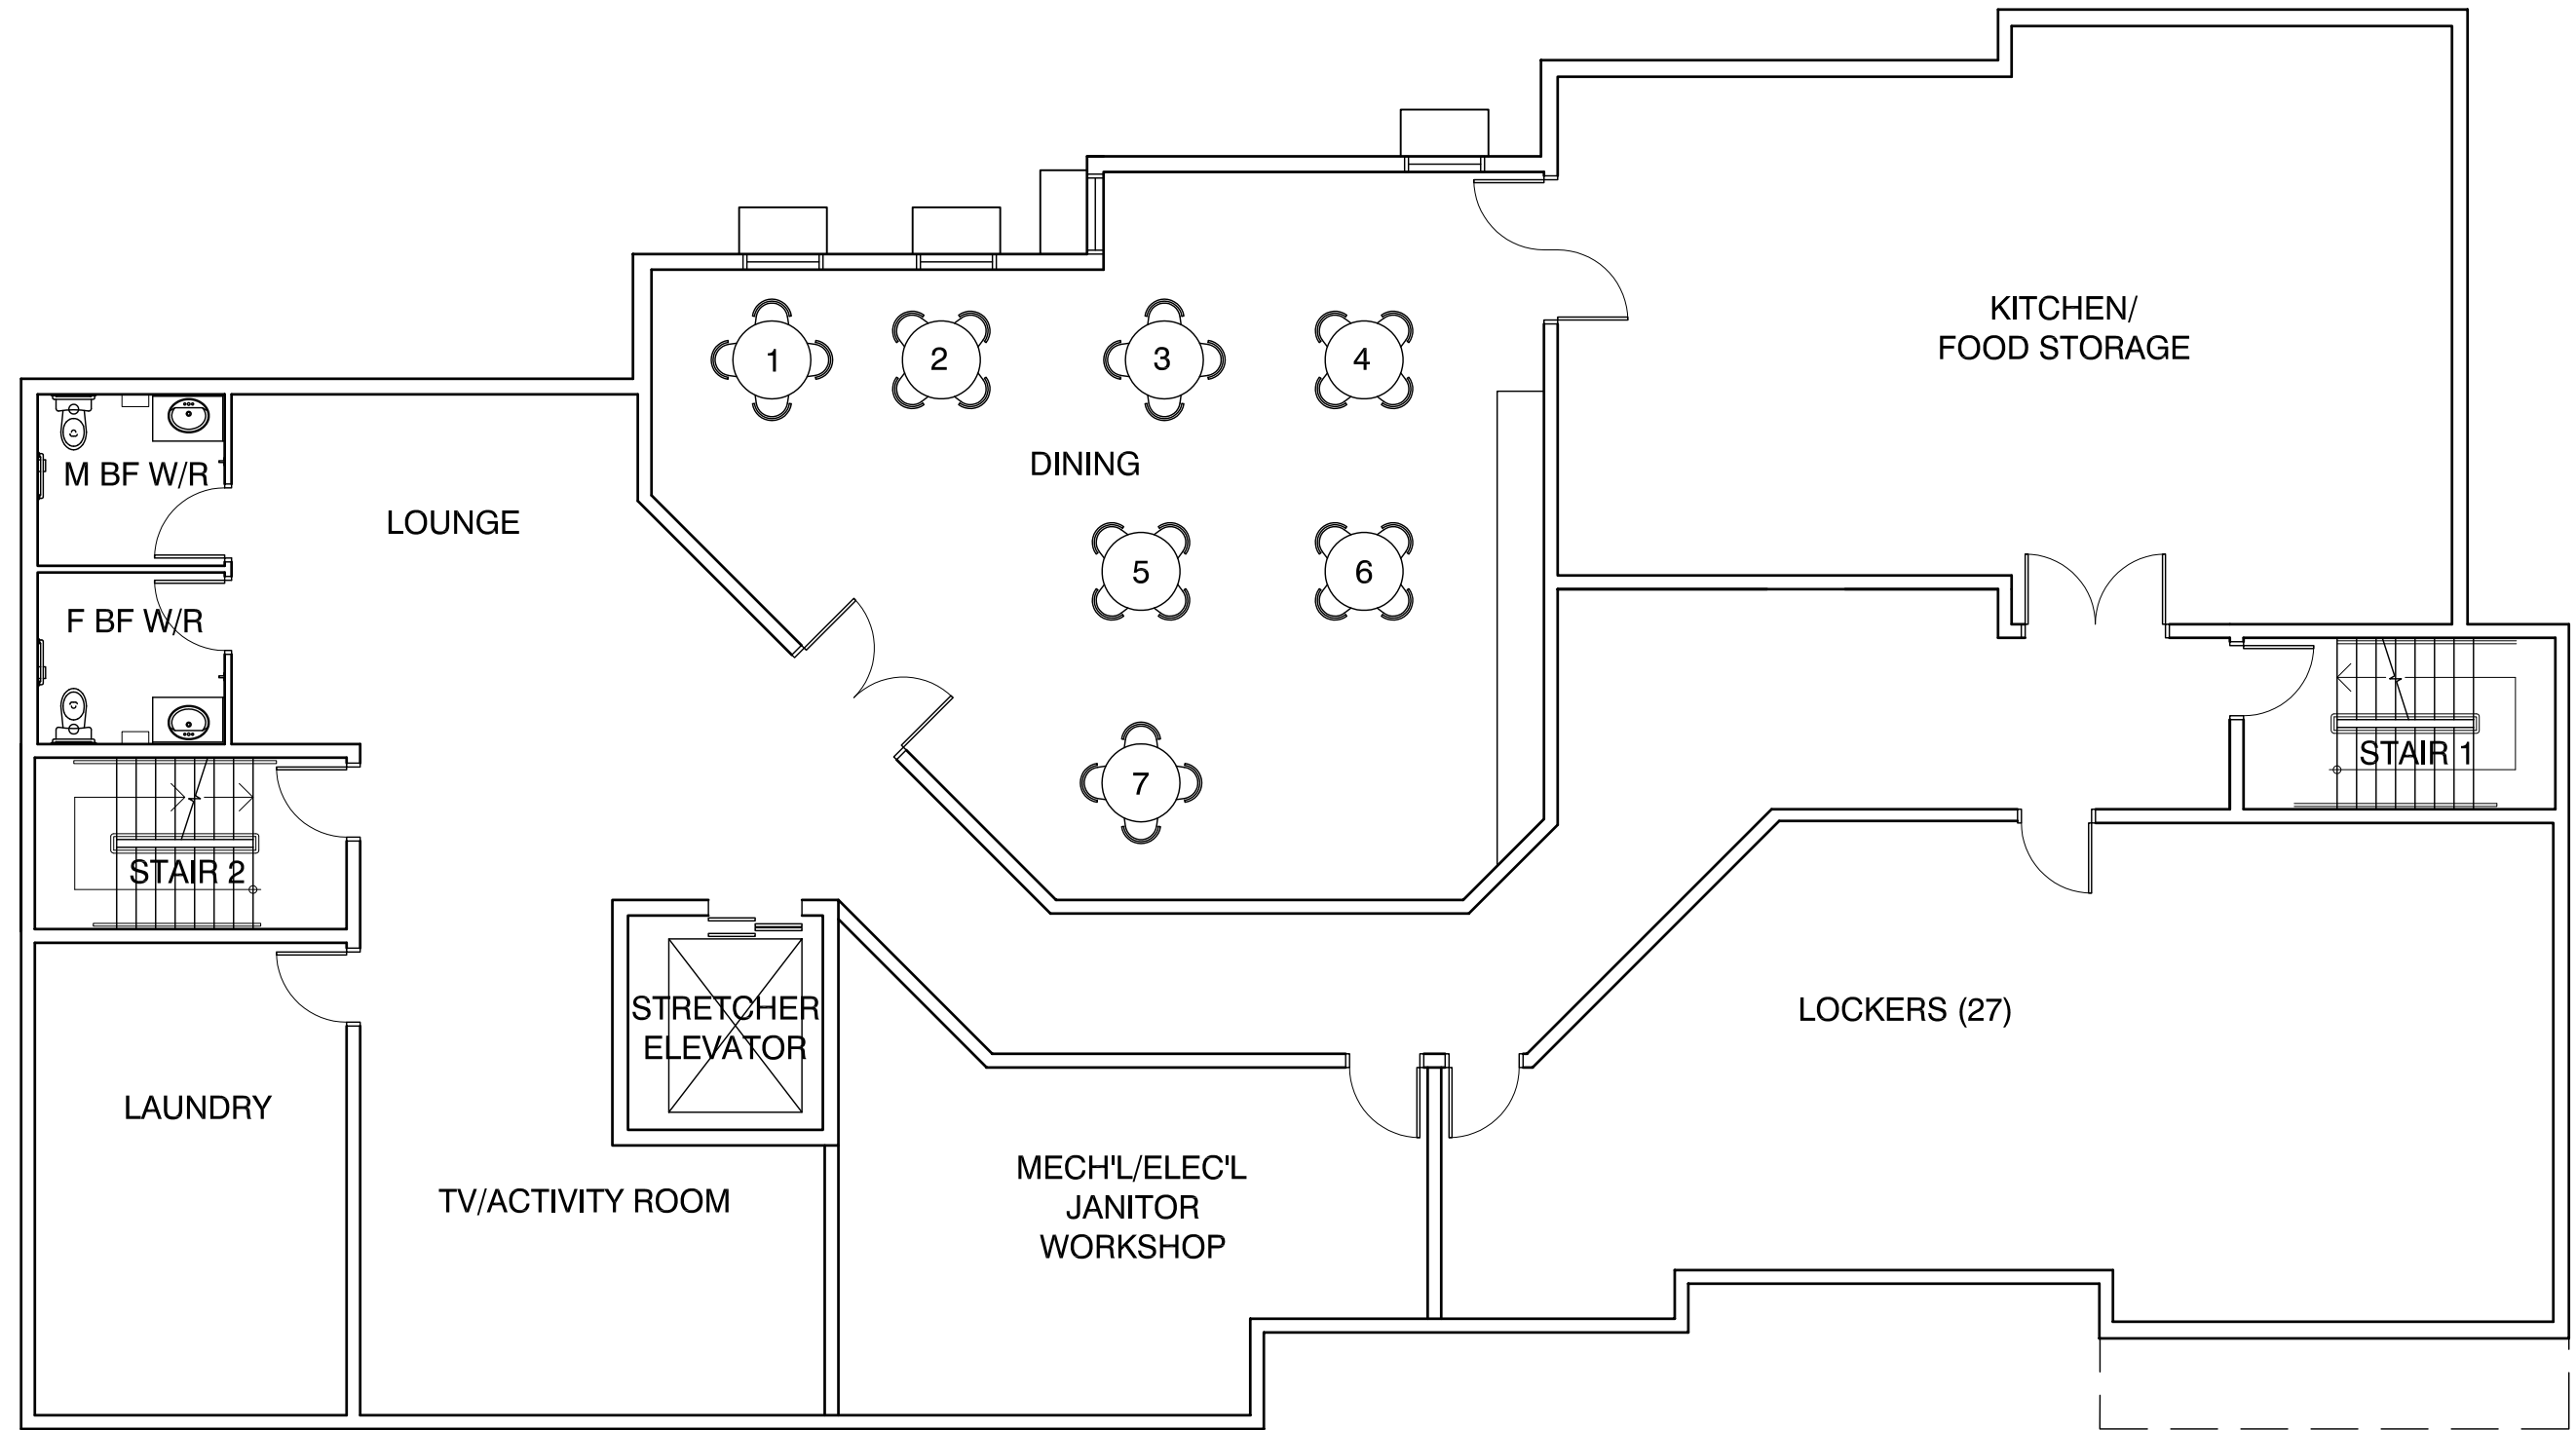 KITCHEN/
FOOD STORAGE
1
2
3
4
DINING
M BF W/R
LOUNGE
5
6
F BF W/R
7
STAIR 1
STAIR 2
STRETCHER
ELEVATOR
LOCKERS (27)
LAUNDRY
TV/ACTIVITY ROOM
MECH'L/ELEC'L
JANITOR
WORKSHOP